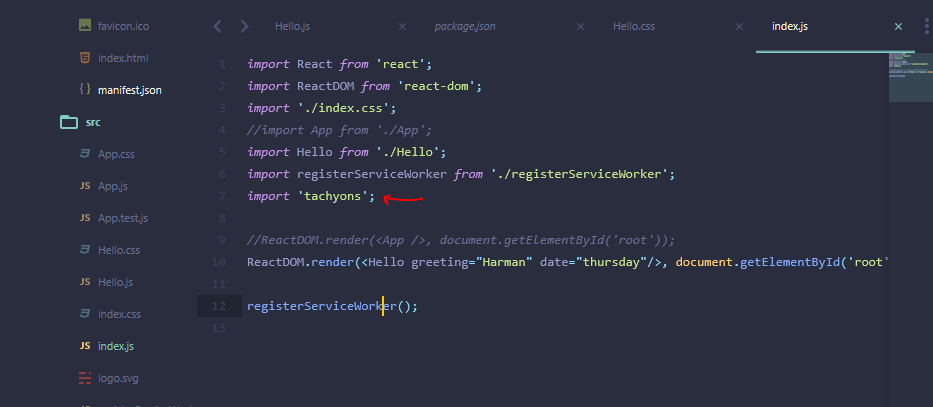 favicon.ico
index.html
manifest.json
src
App.css
App.js
App.test.js
Hello.css
Hello.js
index.css
index.js
logo.svg
Hello.js
package.json
Hello.css
index.js
1 import React from 'react';
2 import ReactDOM from 'react-dom';
3 import './index.css';
4 //import App from './App';
5 import Hello from './Hello';
6 import registerServiceWorker from './registerServiceWorker';
7 import 'tachyons';
8
9 //ReactDOM.render(<App />, document.getElementById('root'));
10 ReactDOM.render(<Hello greeting="Harman" date="thursday"/>, document.getElementById('root'
11
12 registerServiceWorker();
13